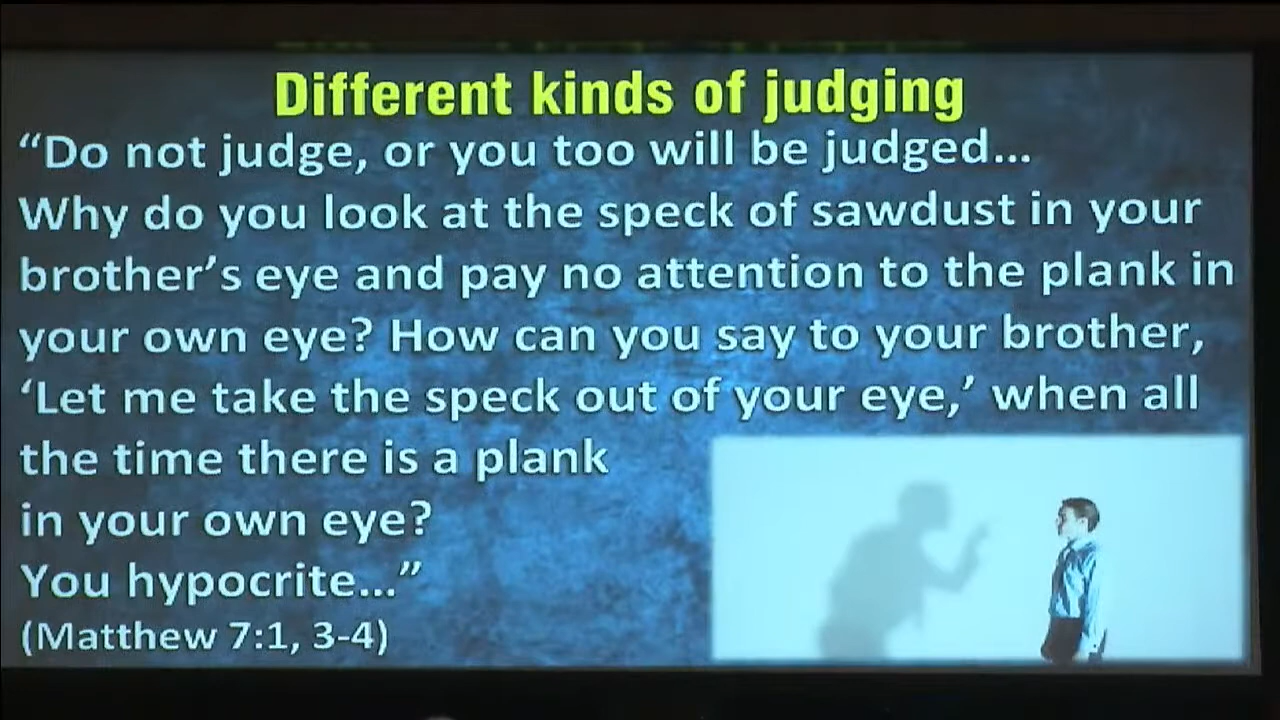 Different kinds of judging
“Do not judge, or you too will be judged...
Why do you look at the speck of sawdust in your
brother’s eye and pay no attention to the plank in
your own eye? How can you say to your brother,
‘Let me take the speck out of your eye,’ when all
the time there is a plank
in your own eye?
You hypocrite...”
(Matthew 7:1, 3-4)